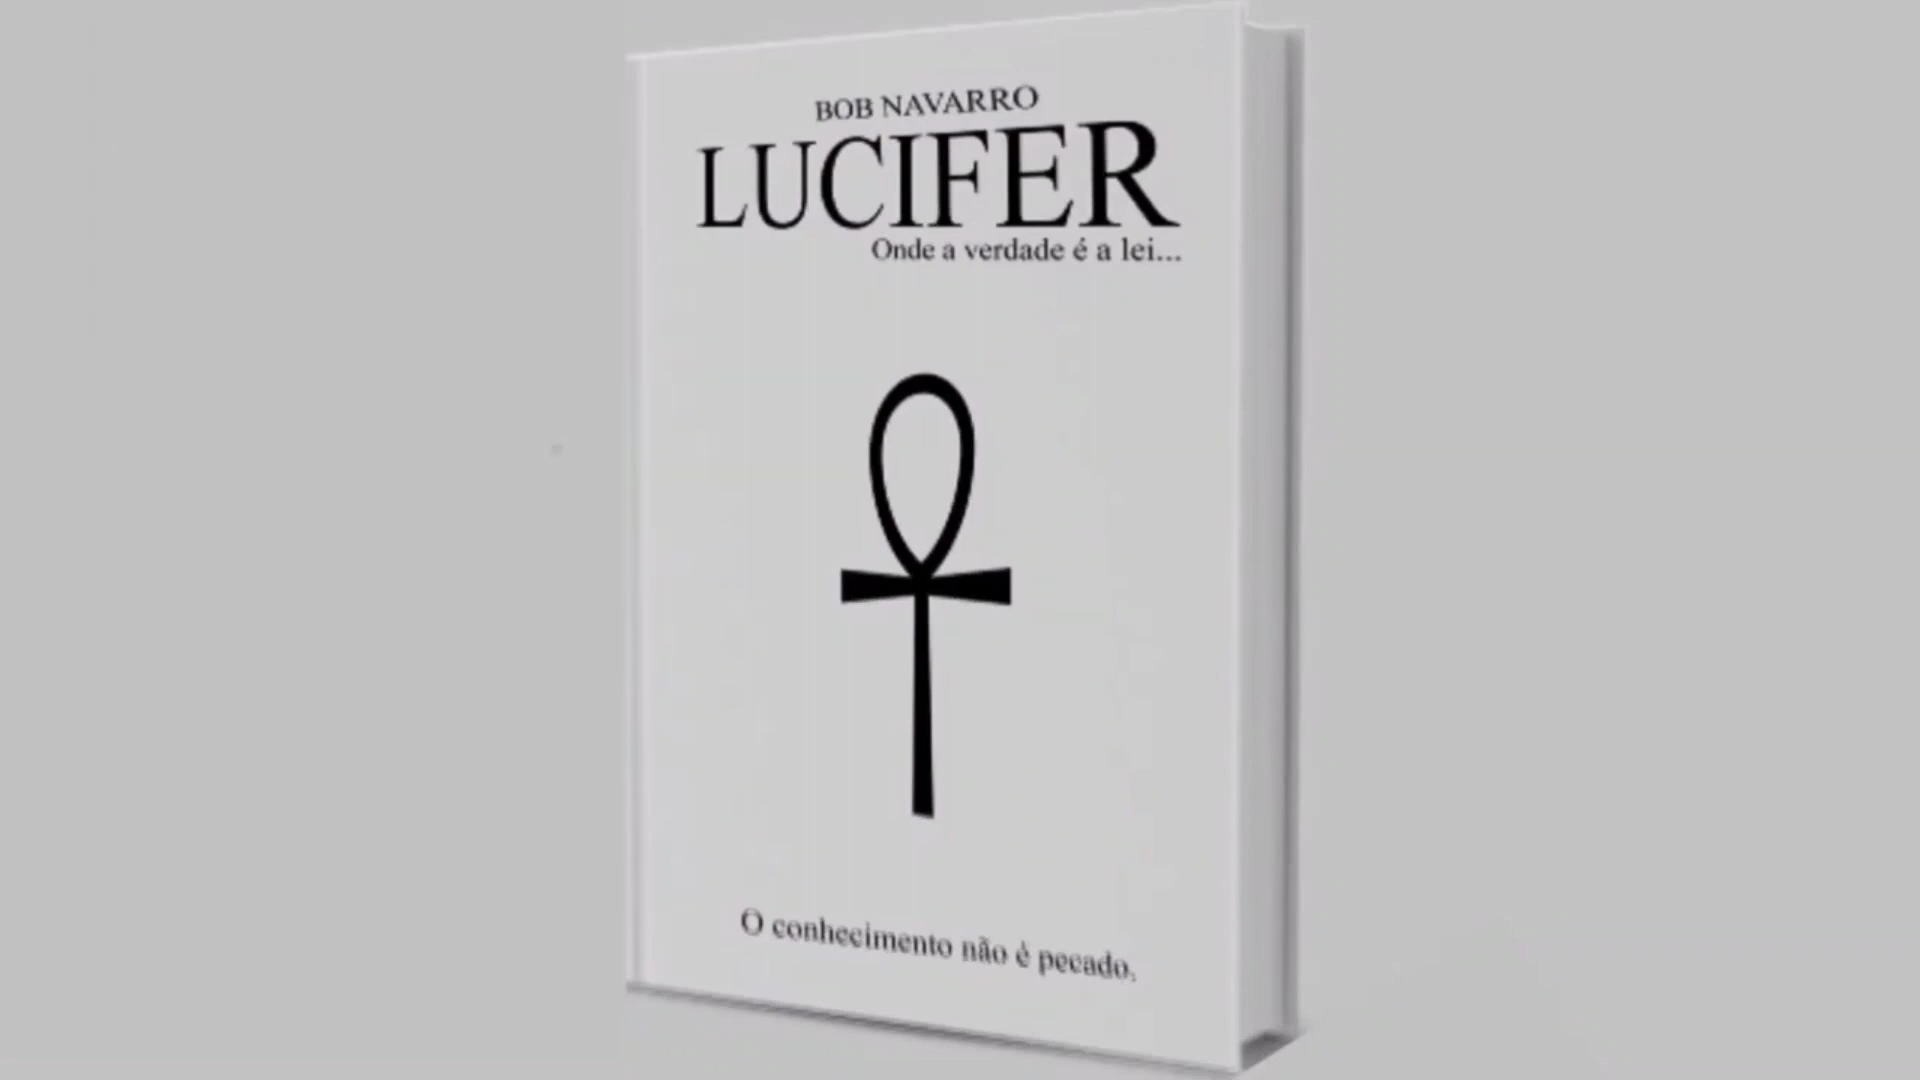 BOB NAVARRO
LUCIFER
Onde a verdade é a lei...
O conhecimento não é pecado.